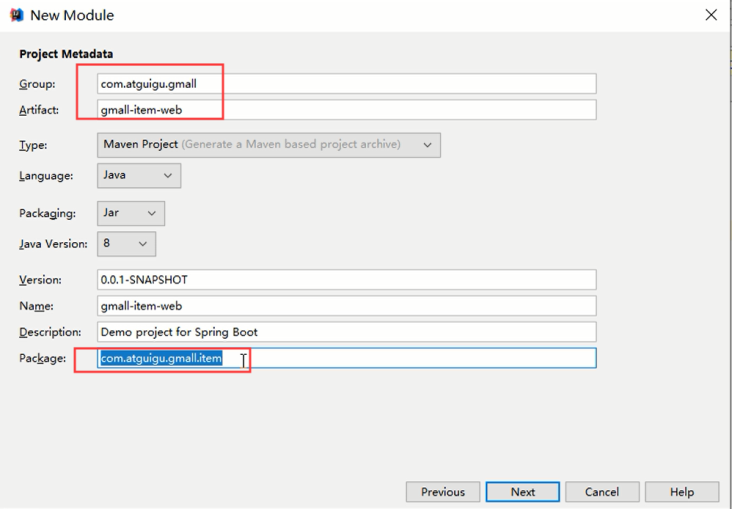 New Module
Project Metadata
Group: com.atguigu.gmall
Artifact: gmall-item-web
Type: Maven Project (Generate a Maven based project archive)
Language: Java
Packaging: Jar
Java Version: 8
Version: 0.0.1-SNAPSHOT
Name: gmall-item-web
Description: Demo project for Spring Boot
Package: com.atguigu.gmall.item
Previous Next Cancel Help